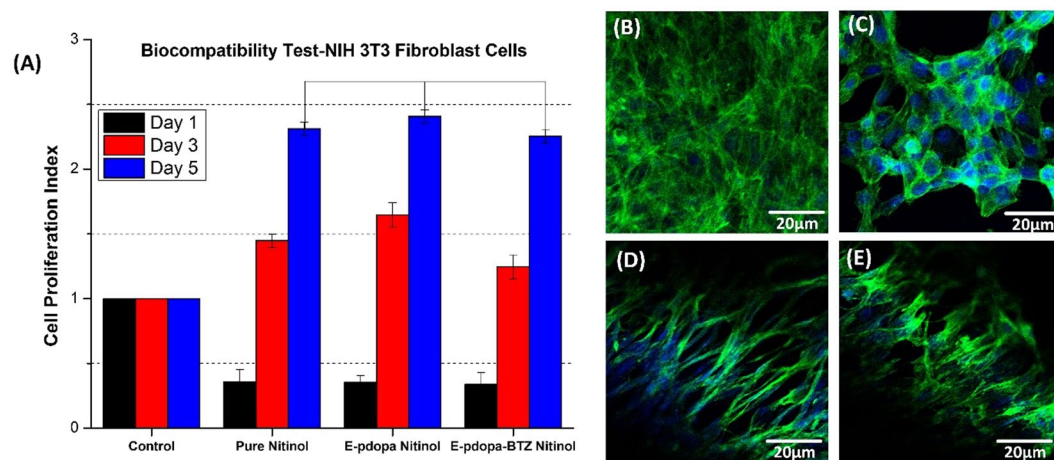 (A)
Biocompatibility Test-NIH 3T3 Fibroblast Cells
Day 1
Day 3
Day 5
Cell Proliferation Index
3
2
1
0
Control
Pure Nitinol
E-pdopa Nitinol
E-pdopa-BTZ Nitinol
(B)
20μm
(C)
20μm
(D)
20μm
(E)
20μm